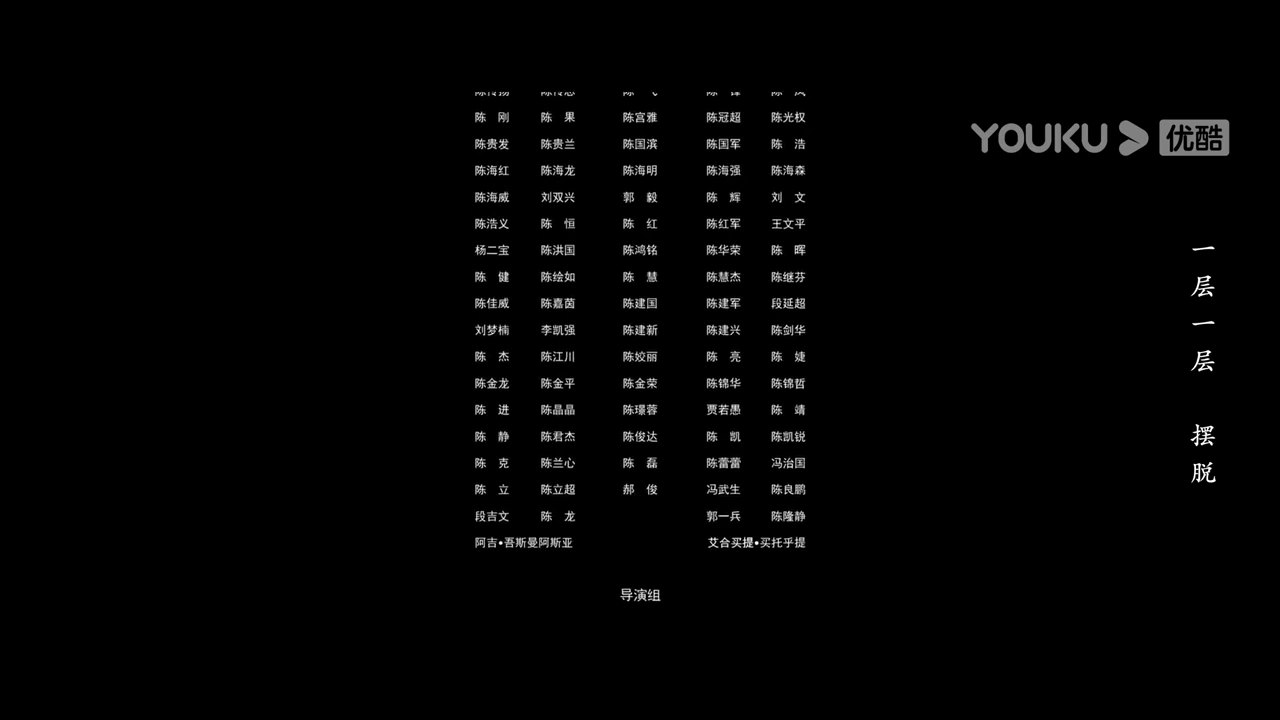 陈 刚 陈 果 陈宫雅 陈冠超 陈光权
陈贵发 陈贵兰 陈国滨 陈国军 陈 浩
陈海红 陈海龙 陈海明 陈海强 陈海森
陈海威 刘双兴 郭 毅 陈 辉 刘 文
陈浩义 陈 恒 陈 红 陈红军 王文平
杨二宝 陈洪国 陈鸿铭 陈华荣 陈 晖
陈 健 陈绘如 陈 慧 陈慧杰 陈继芬
陈佳威 陈嘉茵 陈建国 陈建军 段延超
刘梦楠 李凯强 陈建新 陈建兴 陈剑华
陈 杰 陈江川 陈姣丽 陈 亮 陈 婕
陈金龙 陈金平 陈金荣 陈锦华 陈锦哲
陈 进 陈晶晶 陈璟蓉 贾若愚 陈 靖
陈 静 陈君杰 陈俊达 陈 凯 陈凯锐
陈 克 陈兰心 陈 磊 陈蕾蕾 冯治国
陈 立 陈立超 郝 俊 冯武生 陈良鹏
段吉文 陈 龙 郭一兵 陈隆静
阿吉•吾斯曼阿斯亚 艾合买提•买托乎提
导演组
YOUKU 优酷
一层一层 摆脱